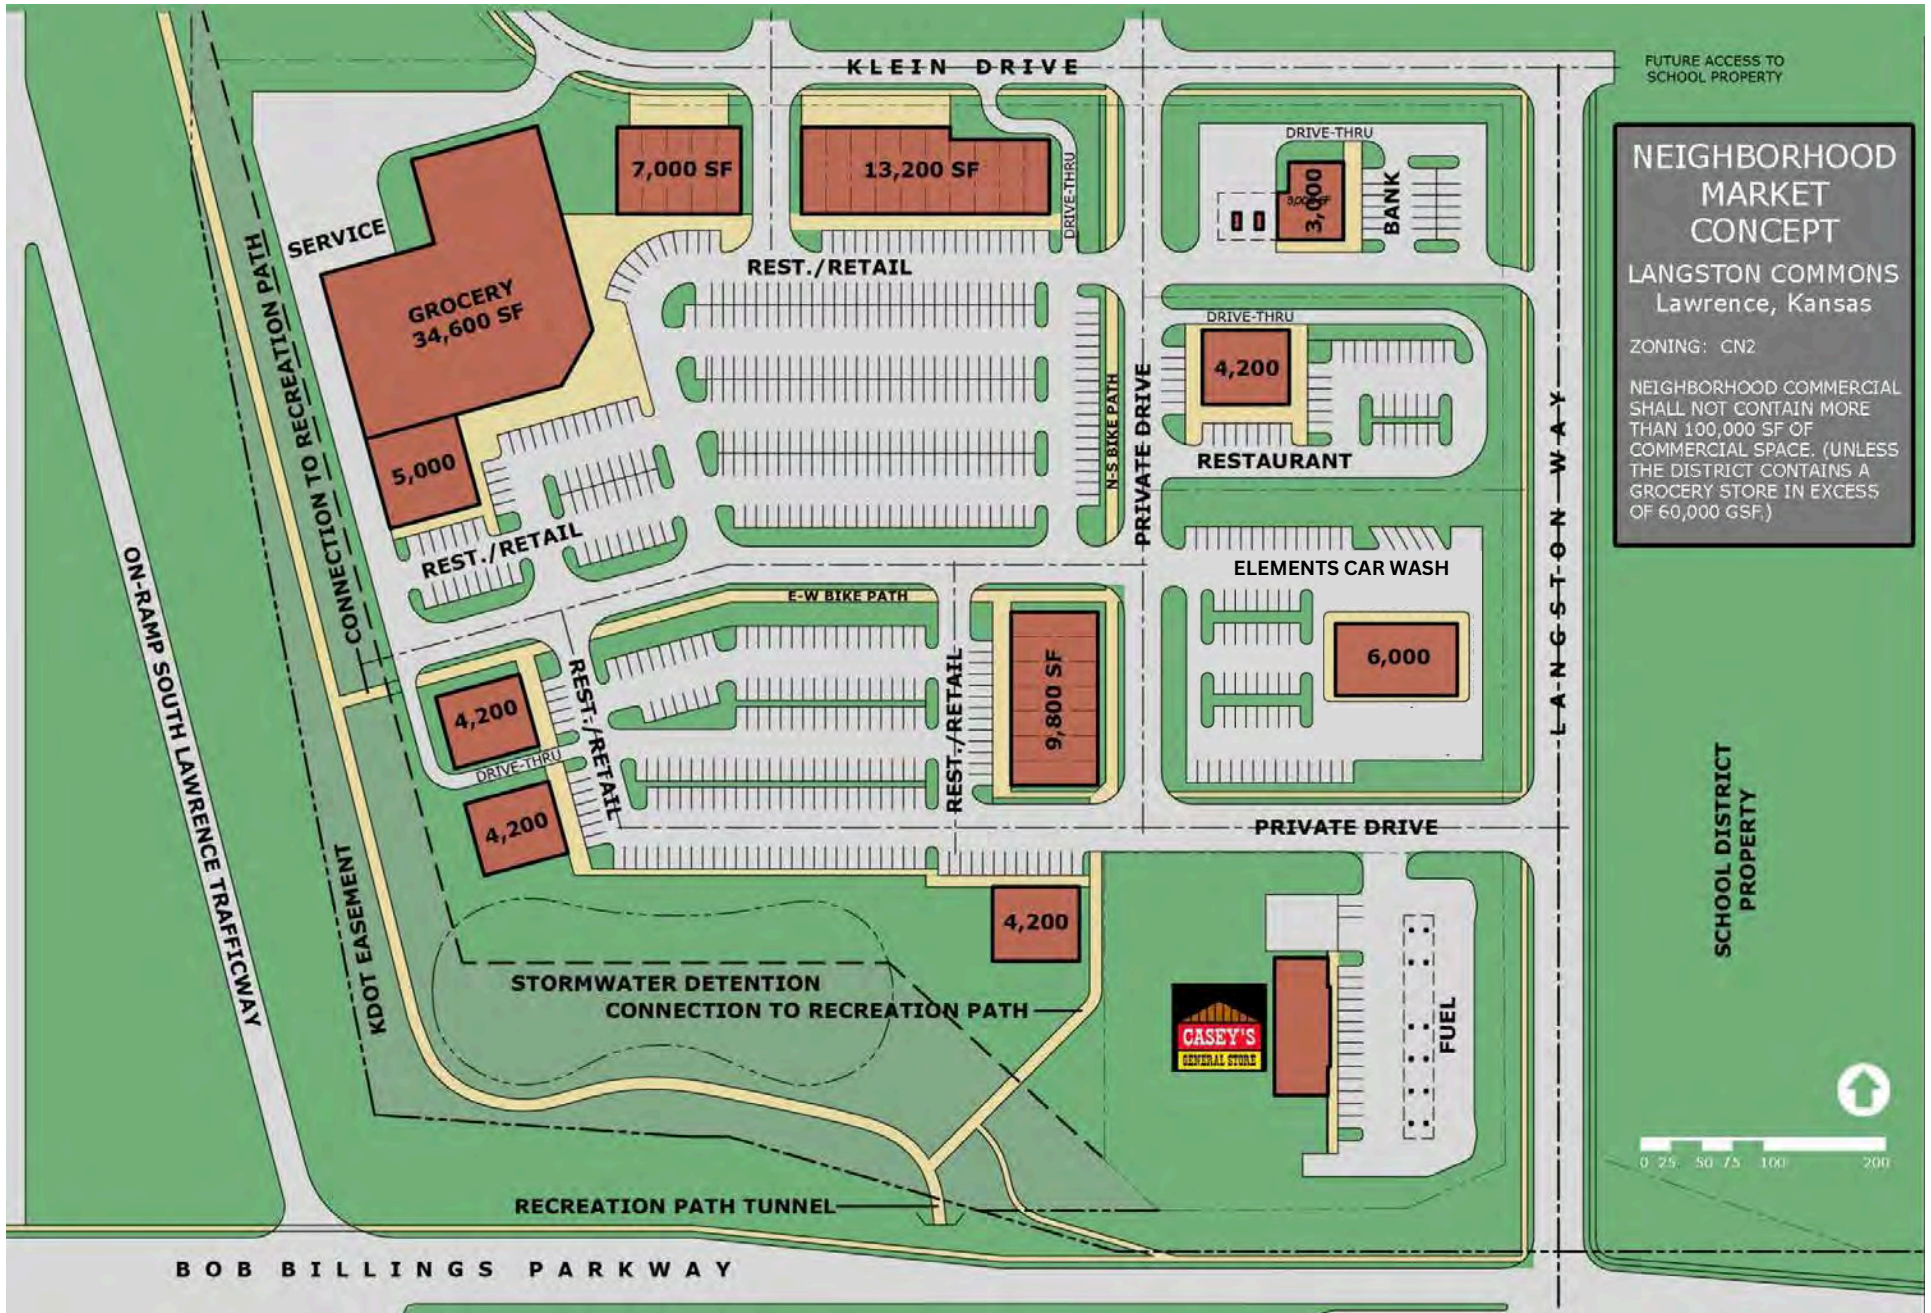 KLEIN DRIVE
FUTURE ACCESS TO
SCHOOL PROPERTY
NEIGHBORHOOD
MARKET
CONCEPT
LANGSTON COMMONS
Lawrence, Kansas
ZONING: CN2
NEIGHBORHOOD COMMERCIAL
SHALL NOT CONTAIN MORE
THAN 100,000 SF OF
COMMERCIAL SPACE. (UNLESS
THE DISTRICT CONTAINS A
GROCERY STORE IN EXCESS
OF 60,000 GSF.)
7,000 SF
13,200 SF
DRIVE-THRU
DRIVE-THRU
3,000
BANK
SERVICE
REST./RETAIL
GROCERY
34,600 SF
CONNECTION TO RECREATION PATH
DRIVE-THRU
4,200
RESTAURANT
N-S BIKE PATH
PRIVATE DRIVE
LANGSTON WAY
5,000
REST./RETAIL
ELEMENTS CAR WASH
6,000
E-W BIKE PATH
ON-RAMP SOUTH LAWRENCE TRAFFICWAY
4,200
DRIVE-THRU
REST./RETAIL
REST./RETAIL
9,800 SF
4,200
PRIVATE DRIVE
SCHOOL DISTRICT
PROPERTY
KDOT EASEMENT
4,200
STORMWATER DETENTION
CONNECTION TO RECREATION PATH
CASEY'S
GENERAL STORE
FUEL
0 25 50 75 100 200
RECREATION PATH TUNNEL
BOB BILLINGS PARKWAY